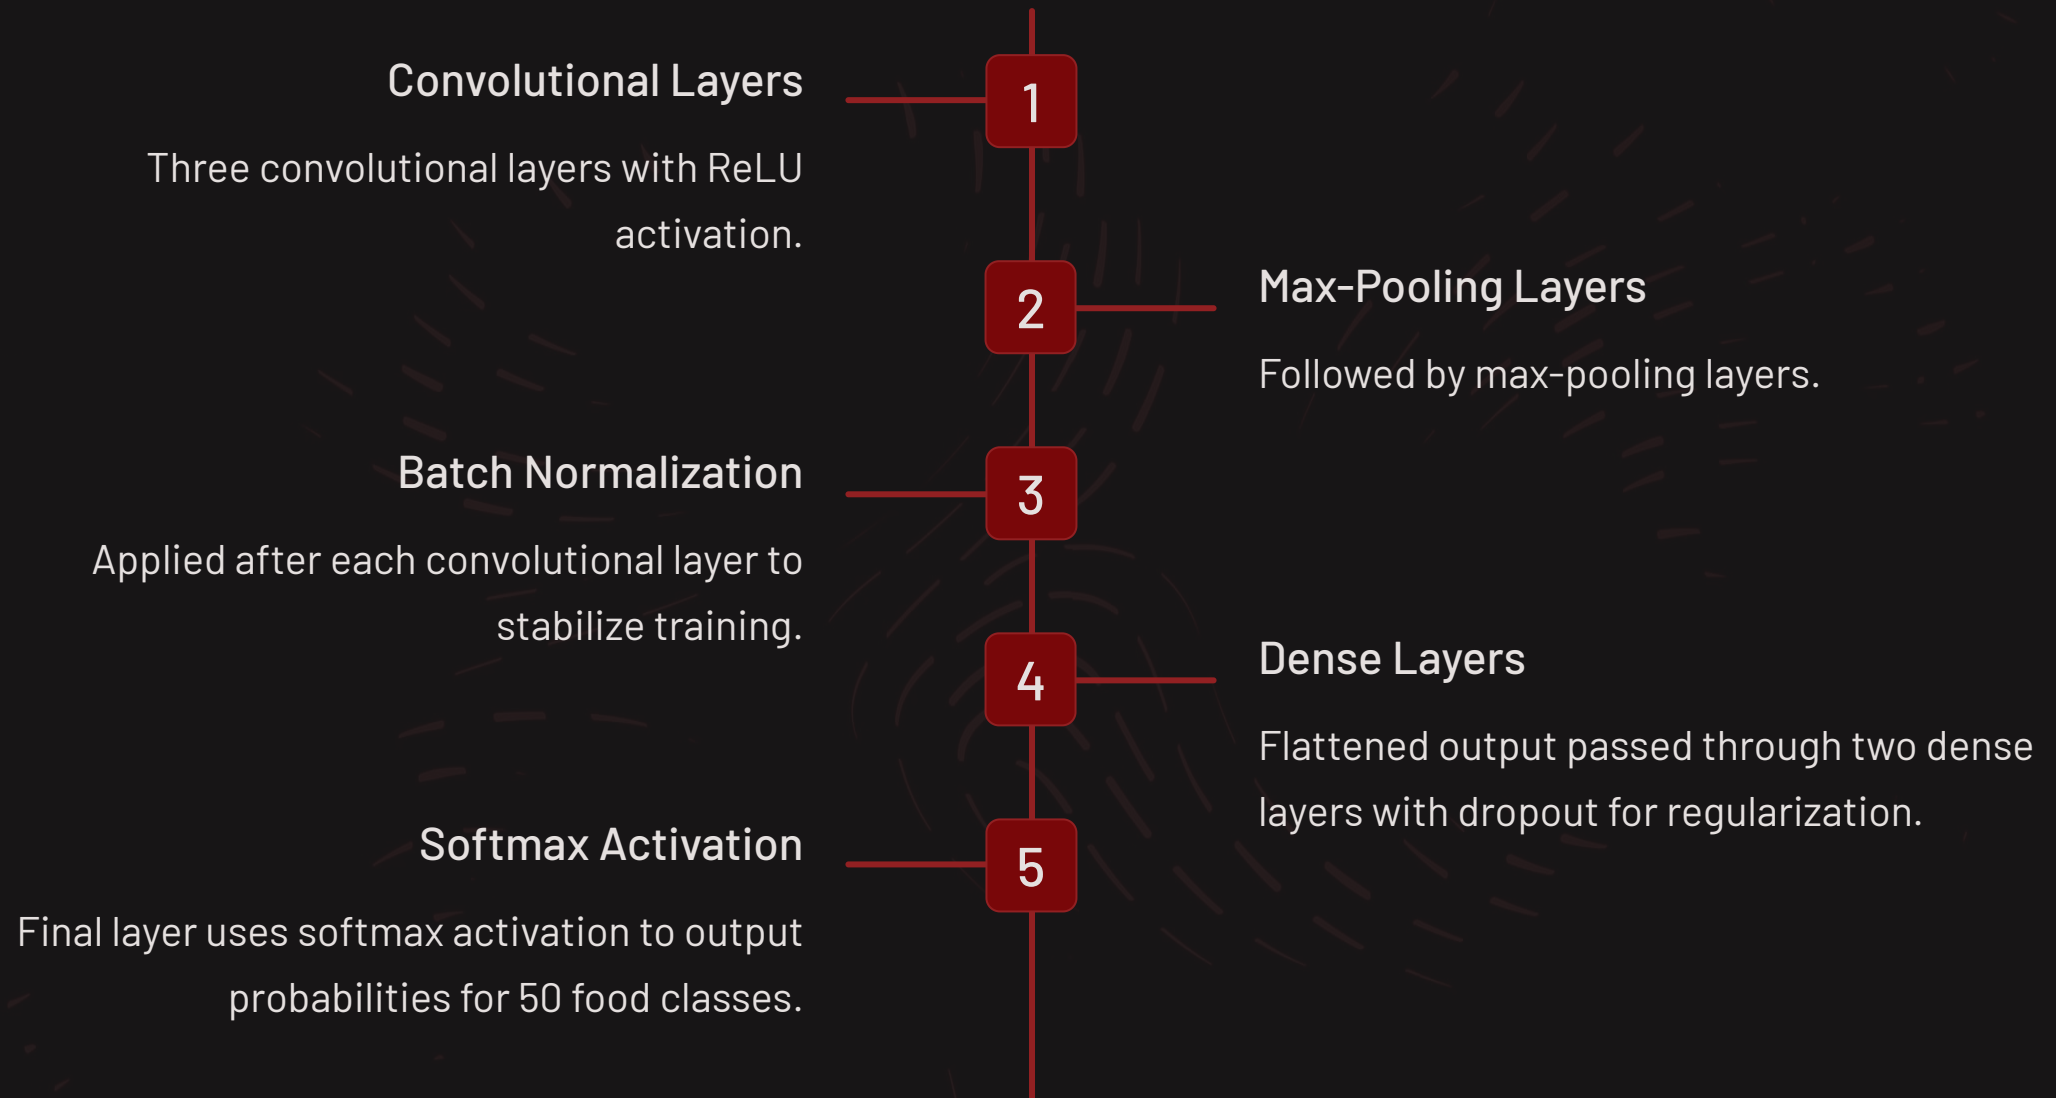 Convolutional Layers
1
Three convolutional layers with ReLU
activation.
2
Max-Pooling Layers
Followed by max-pooling layers.
Batch Normalization
3
Applied after each convolutional layer to
stabilize training.
4
Dense Layers
Flattened output passed through two dense
layers with dropout for regularization.
Softmax Activation
5
Final layer uses softmax activation to output
probabilities for 50 food classes.